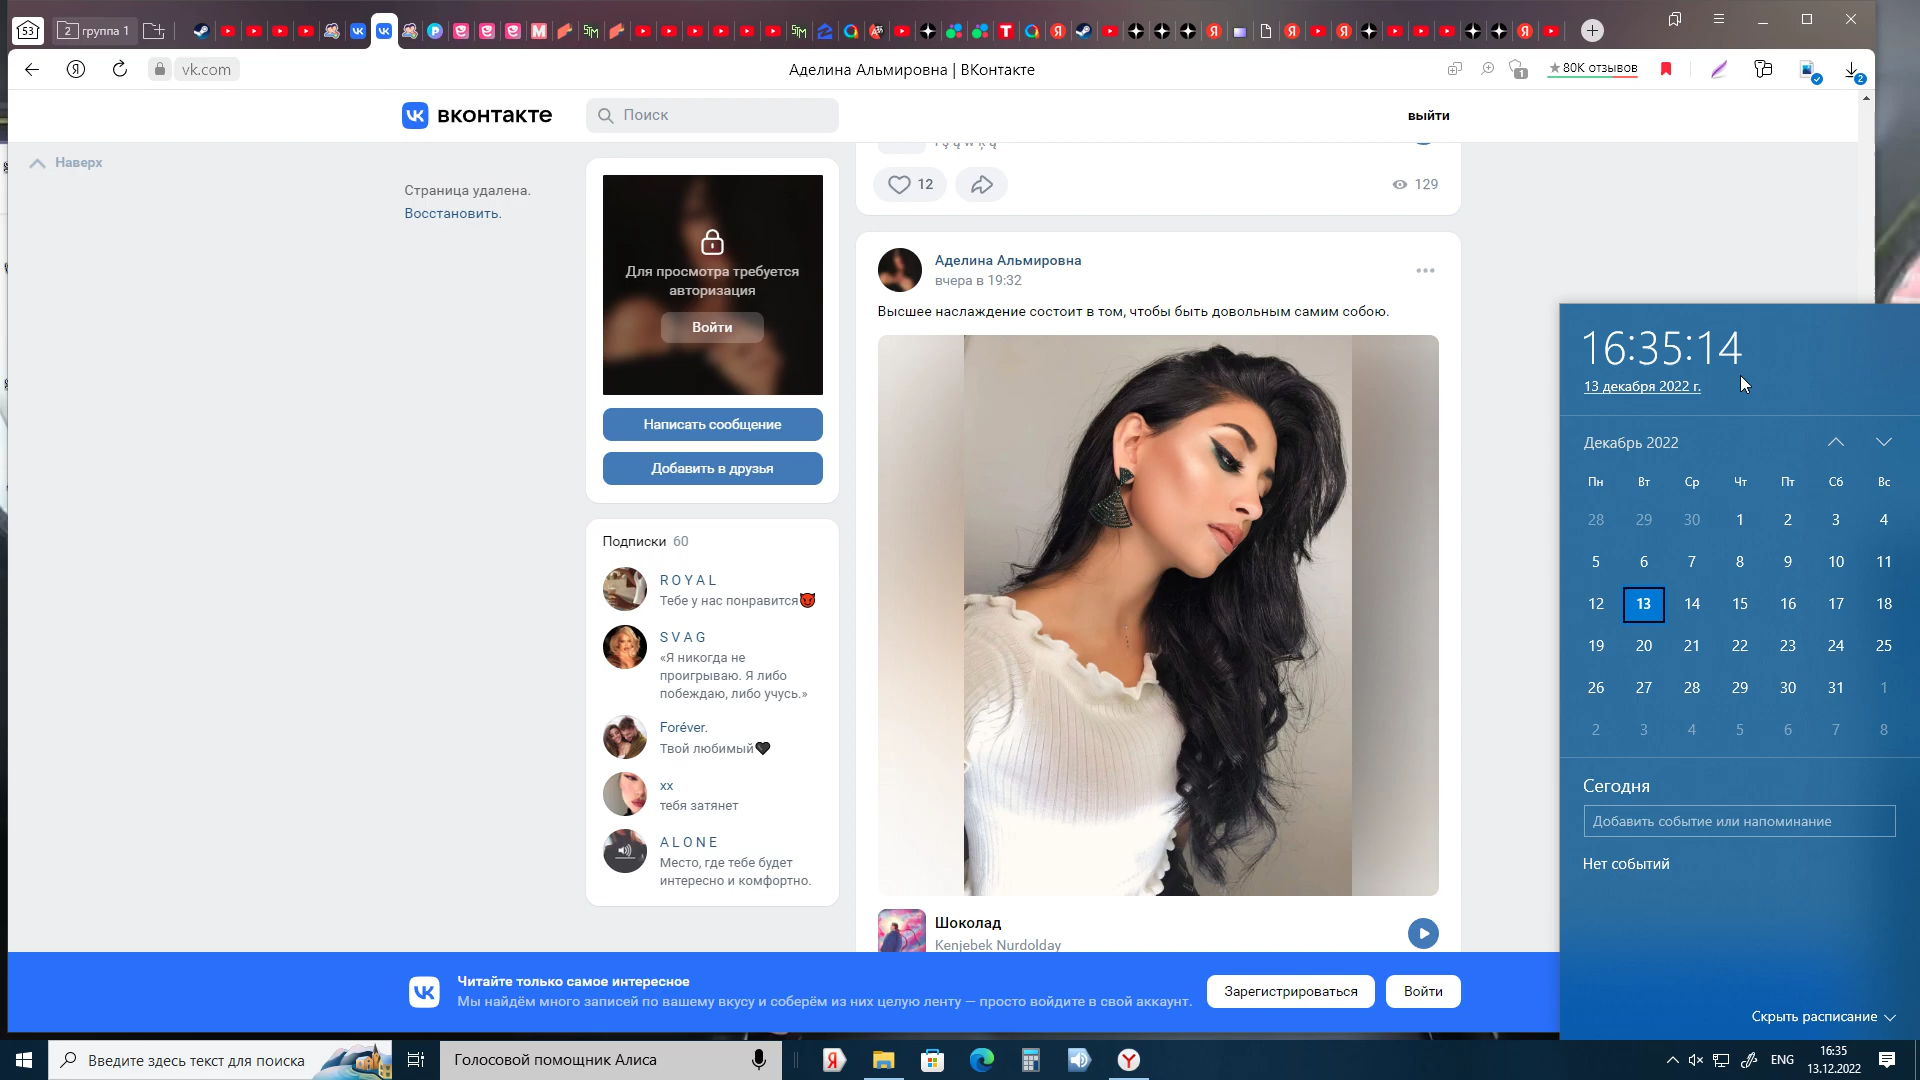 53
2 группа 1
vk.com
Аделина Альмировна | ВКонтакте
1
★ 80К отзывов
2
вконтакте
Поиск
выйти
Наверх
Страница удалена.
Восстановить.
Для просмотра требуется
авторизация
Войти
Написать сообщение
Добавить в друзья
Подписки 60
R O Y A L
Тебе у нас понравится😈
S V A G
«Я никогда не
проигрываю. Я либо
побеждаю, либо учусь.»
Forévеr.
Твой любимый🖤
xx
тебя затянет
A L O N E
Место, где тебе будет
интересно и комфортно.
12
129
Аделина Альмировна
вчера в 19:32
Высшее наслаждение состоит в том, чтобы быть довольным самим собою.
Шоколад
Kenjebek Nurdolday
Читайте только самое интересное
Мы найдём много записей по вашему вкусу и соберём из них целую ленту — просто войдите в свой аккаунт.
Зарегистрироваться
Войти
16:35:14
13 декабря 2022 г.
Декабрь 2022
Пн Вт Ср Чт Пт Сб Вс
28 29 30 1 2 3 4
5 6 7 8 9 10 11
12 13 14 15 16 17 18
19 20 21 22 23 24 25
26 27 28 29 30 31 1
2 3 4 5 6 7 8
Сегодня
Добавить событие или напоминание
Нет событий
Скрыть расписание
Введите здесь текст для поиска
Голосовой помощник Алиса
ENG
16:35
13.12.2022